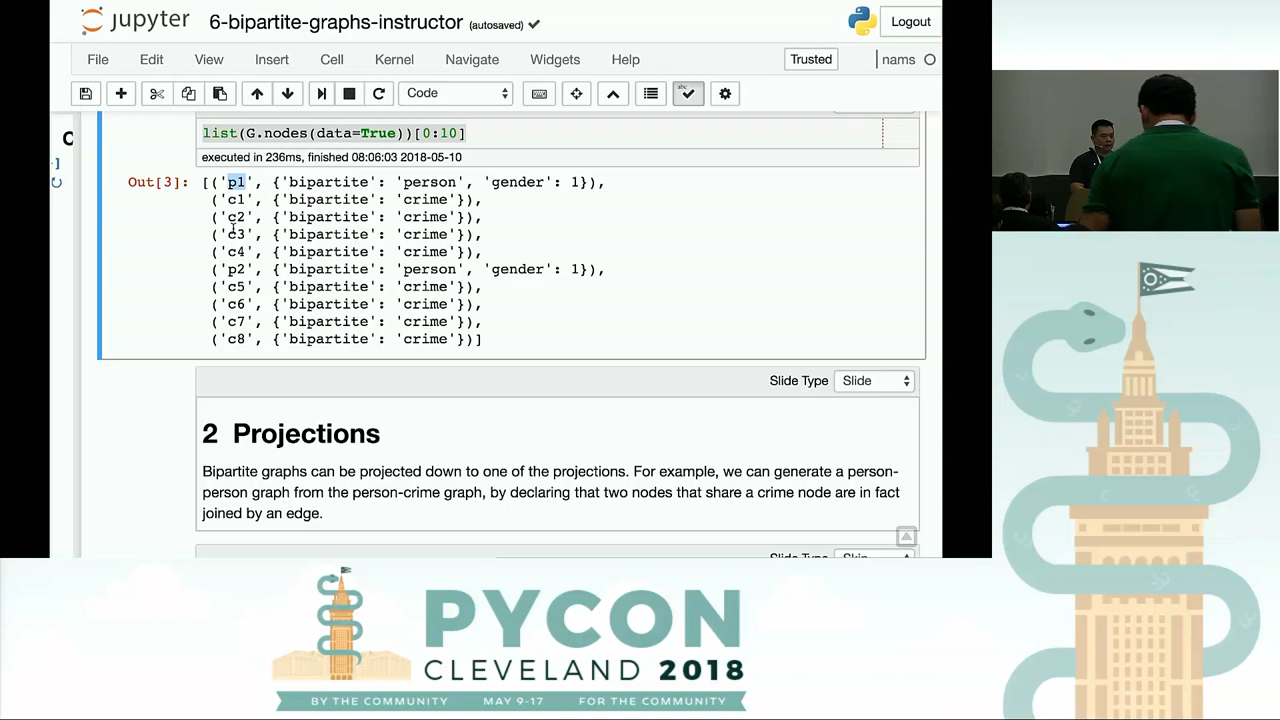 jupyter 6-bipartite-graphs-instructor (autosaved) Logout
File Edit View Insert Cell Kernel Navigate Widgets Help Trusted nams
Code
list(G.nodes(data=True))[0:10]
executed in 236ms, finished 08:06:03 2018-05-10
Out[3]: [('p1', {'bipartite': 'person', 'gender': 1}),
('c1', {'bipartite': 'crime'}),
('c2', {'bipartite': 'crime'}),
('c3', {'bipartite': 'crime'}),
('c4', {'bipartite': 'crime'}),
('p2', {'bipartite': 'person', 'gender': 1}),
('c5', {'bipartite': 'crime'}),
('c6', {'bipartite': 'crime'}),
('c7', {'bipartite': 'crime'}),
('c8', {'bipartite': 'crime'})]
Slide Type Slide
2 Projections
Bipartite graphs can be projected down to one of the projections. For example, we can generate a person-
person graph from the person-crime graph, by declaring that two nodes that share a crime node are in fact
joined by an edge.
Slide Type Skip
PYCON
CLEVELAND 2018
BY THE COMMUNITY MAY 9-17 FOR THE COMMUNITY